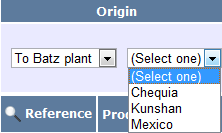 Origin
To Batz plant (Select one)
(Select one)
Chequia
Kunshan
Mexico
Reference Pro